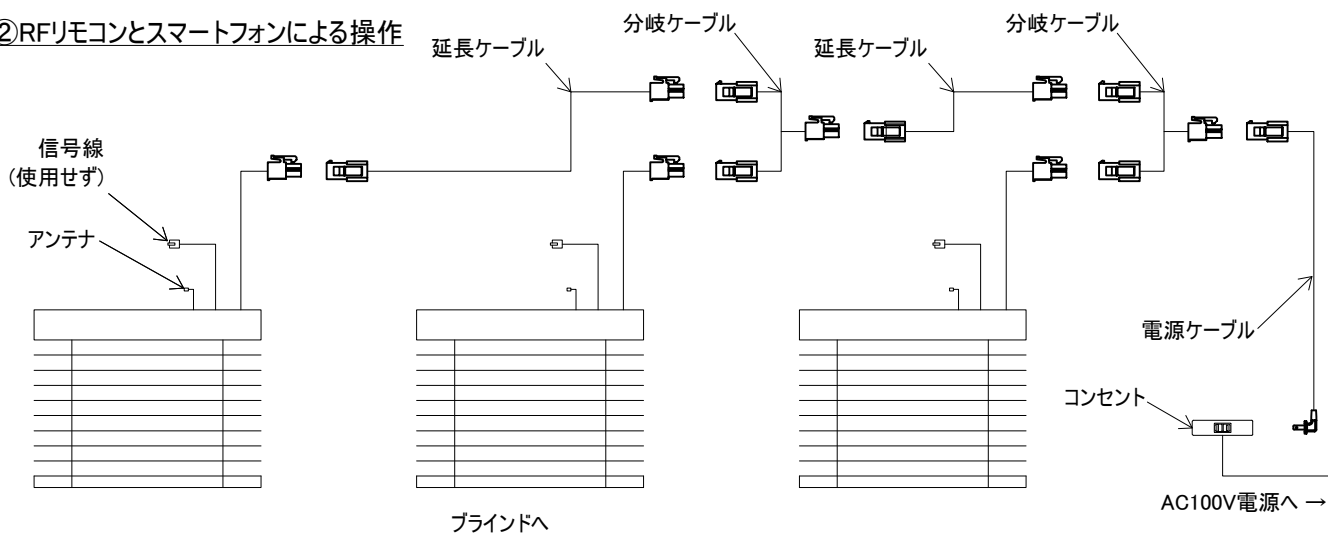 ②RFリモコンとスマートフォンによる操作
延長ケーブル
分岐ケーブル
延長ケーブル
分岐ケーブル
信号線
(使用せず)
アンテナ
電源ケーブル
コンセント
AC100V電源へ →
ブラインドへ